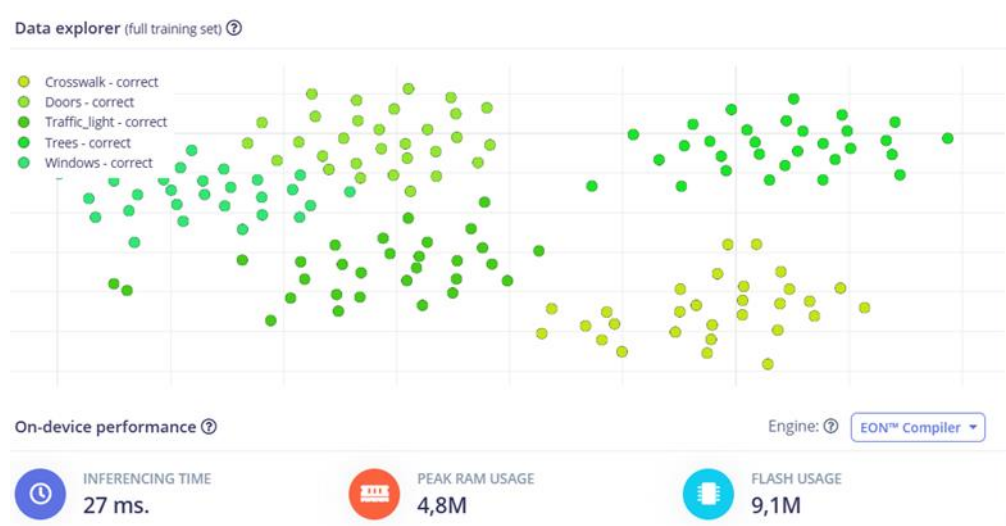 Data explorer (full training set) ?
Crosswalk - correct
Doors - correct
Traffic_light - correct
Trees - correct
Windows - correct
On-device performance ?
Engine: ? EON™ Compiler
INFERENCING TIME
27 ms.
PEAK RAM USAGE
4,8M
FLASH USAGE
9,1M